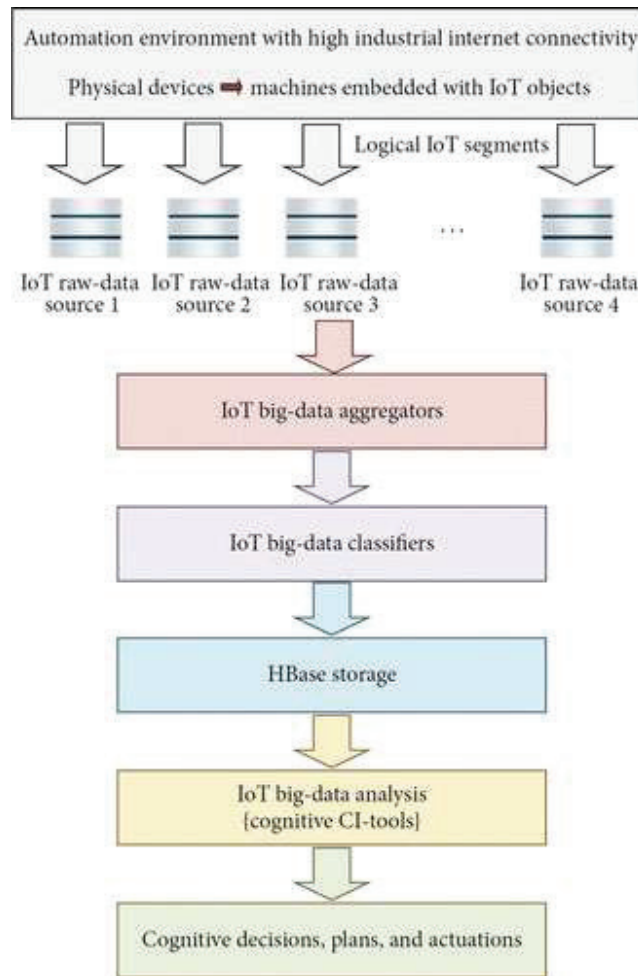 Automation environment with high industrial internet connectivity
Physical devices ➡ machines embedded with IoT objects
Logical IoT segments
...
IoT raw-data
source 1
IoT raw-data
source 2
IoT raw-data
source 3
IoT raw-data
source 4
IoT big-data aggregators
IoT big-data classifiers
HBase storage
IoT big-data analysis
{cognitive CI-tools}
Cognitive decisions, plans, and actuations